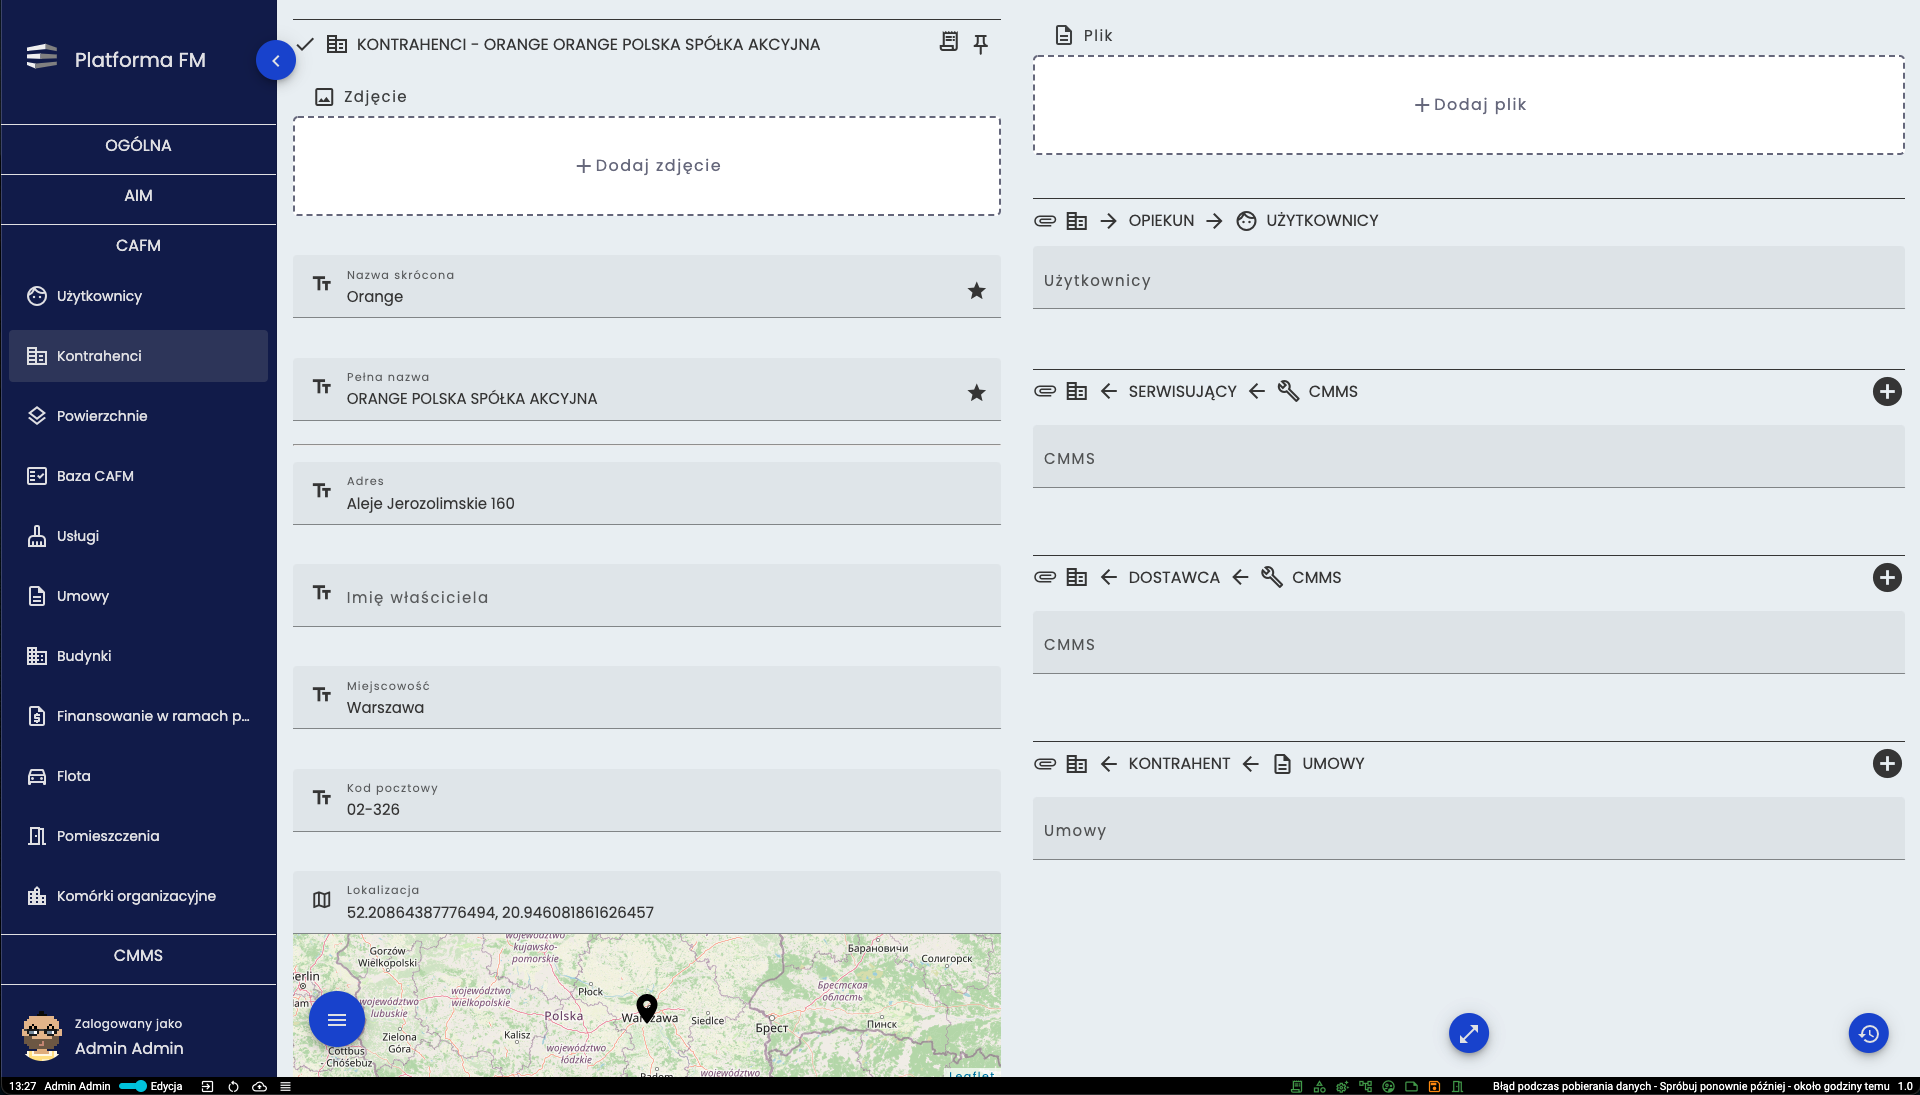 Platforma FM
OGÓLNA
AIM
CAFM
Użytkownicy
Kontrahenci
Powierzchnie
Baza CAFM
Usługi
Umowy
Budynki
Finansowanie w ramach p...
Flota
Pomieszczenia
Komórki organizacyjne
CMMS
Zalogowany jako
Admin Admin
KONTRAHENCI - ORANGE ORANGE POLSKA SPÓŁKA AKCYJNA
Zdjęcie
Dodaj zdjęcie
Nazwa skrócona
Orange
Pełna nazwa
ORANGE POLSKA SPÓŁKA AKCYJNA
Adres
Aleje Jerozolimskie 160
Imię właściciela
Miejscowość
Warszawa
Kod pocztowy
02-326
Lokalizacja
52.20864387776494, 20.946081861626457
województwo
kujawsko-
pomorskie
Gorzów
Wielkopolski
Барановичи
Солигорск
województwo
wielkopolskie
Płock
Брестская
область
województwo
lubuskie
Polska
Warszawa
Siedlce
Брест
Пинск
Zielona
Góra
Kalisz
województwo
łódzkie
Cottbus
Chóśebuz
Radom
województwo
Leaflet
Plik
Dodaj plik
OPIEKUN
UŻYTKOWNICY
Użytkownicy
SERWISUJĄCY
CMMS
CMMS
DOSTAWCA
CMMS
CMMS
KONTRAHENT
UMOWY
Umowy
13:27 Admin Admin Edycja
Błąd podczas pobierania danych - Spróbuj ponownie później - około godziny temu 1.0